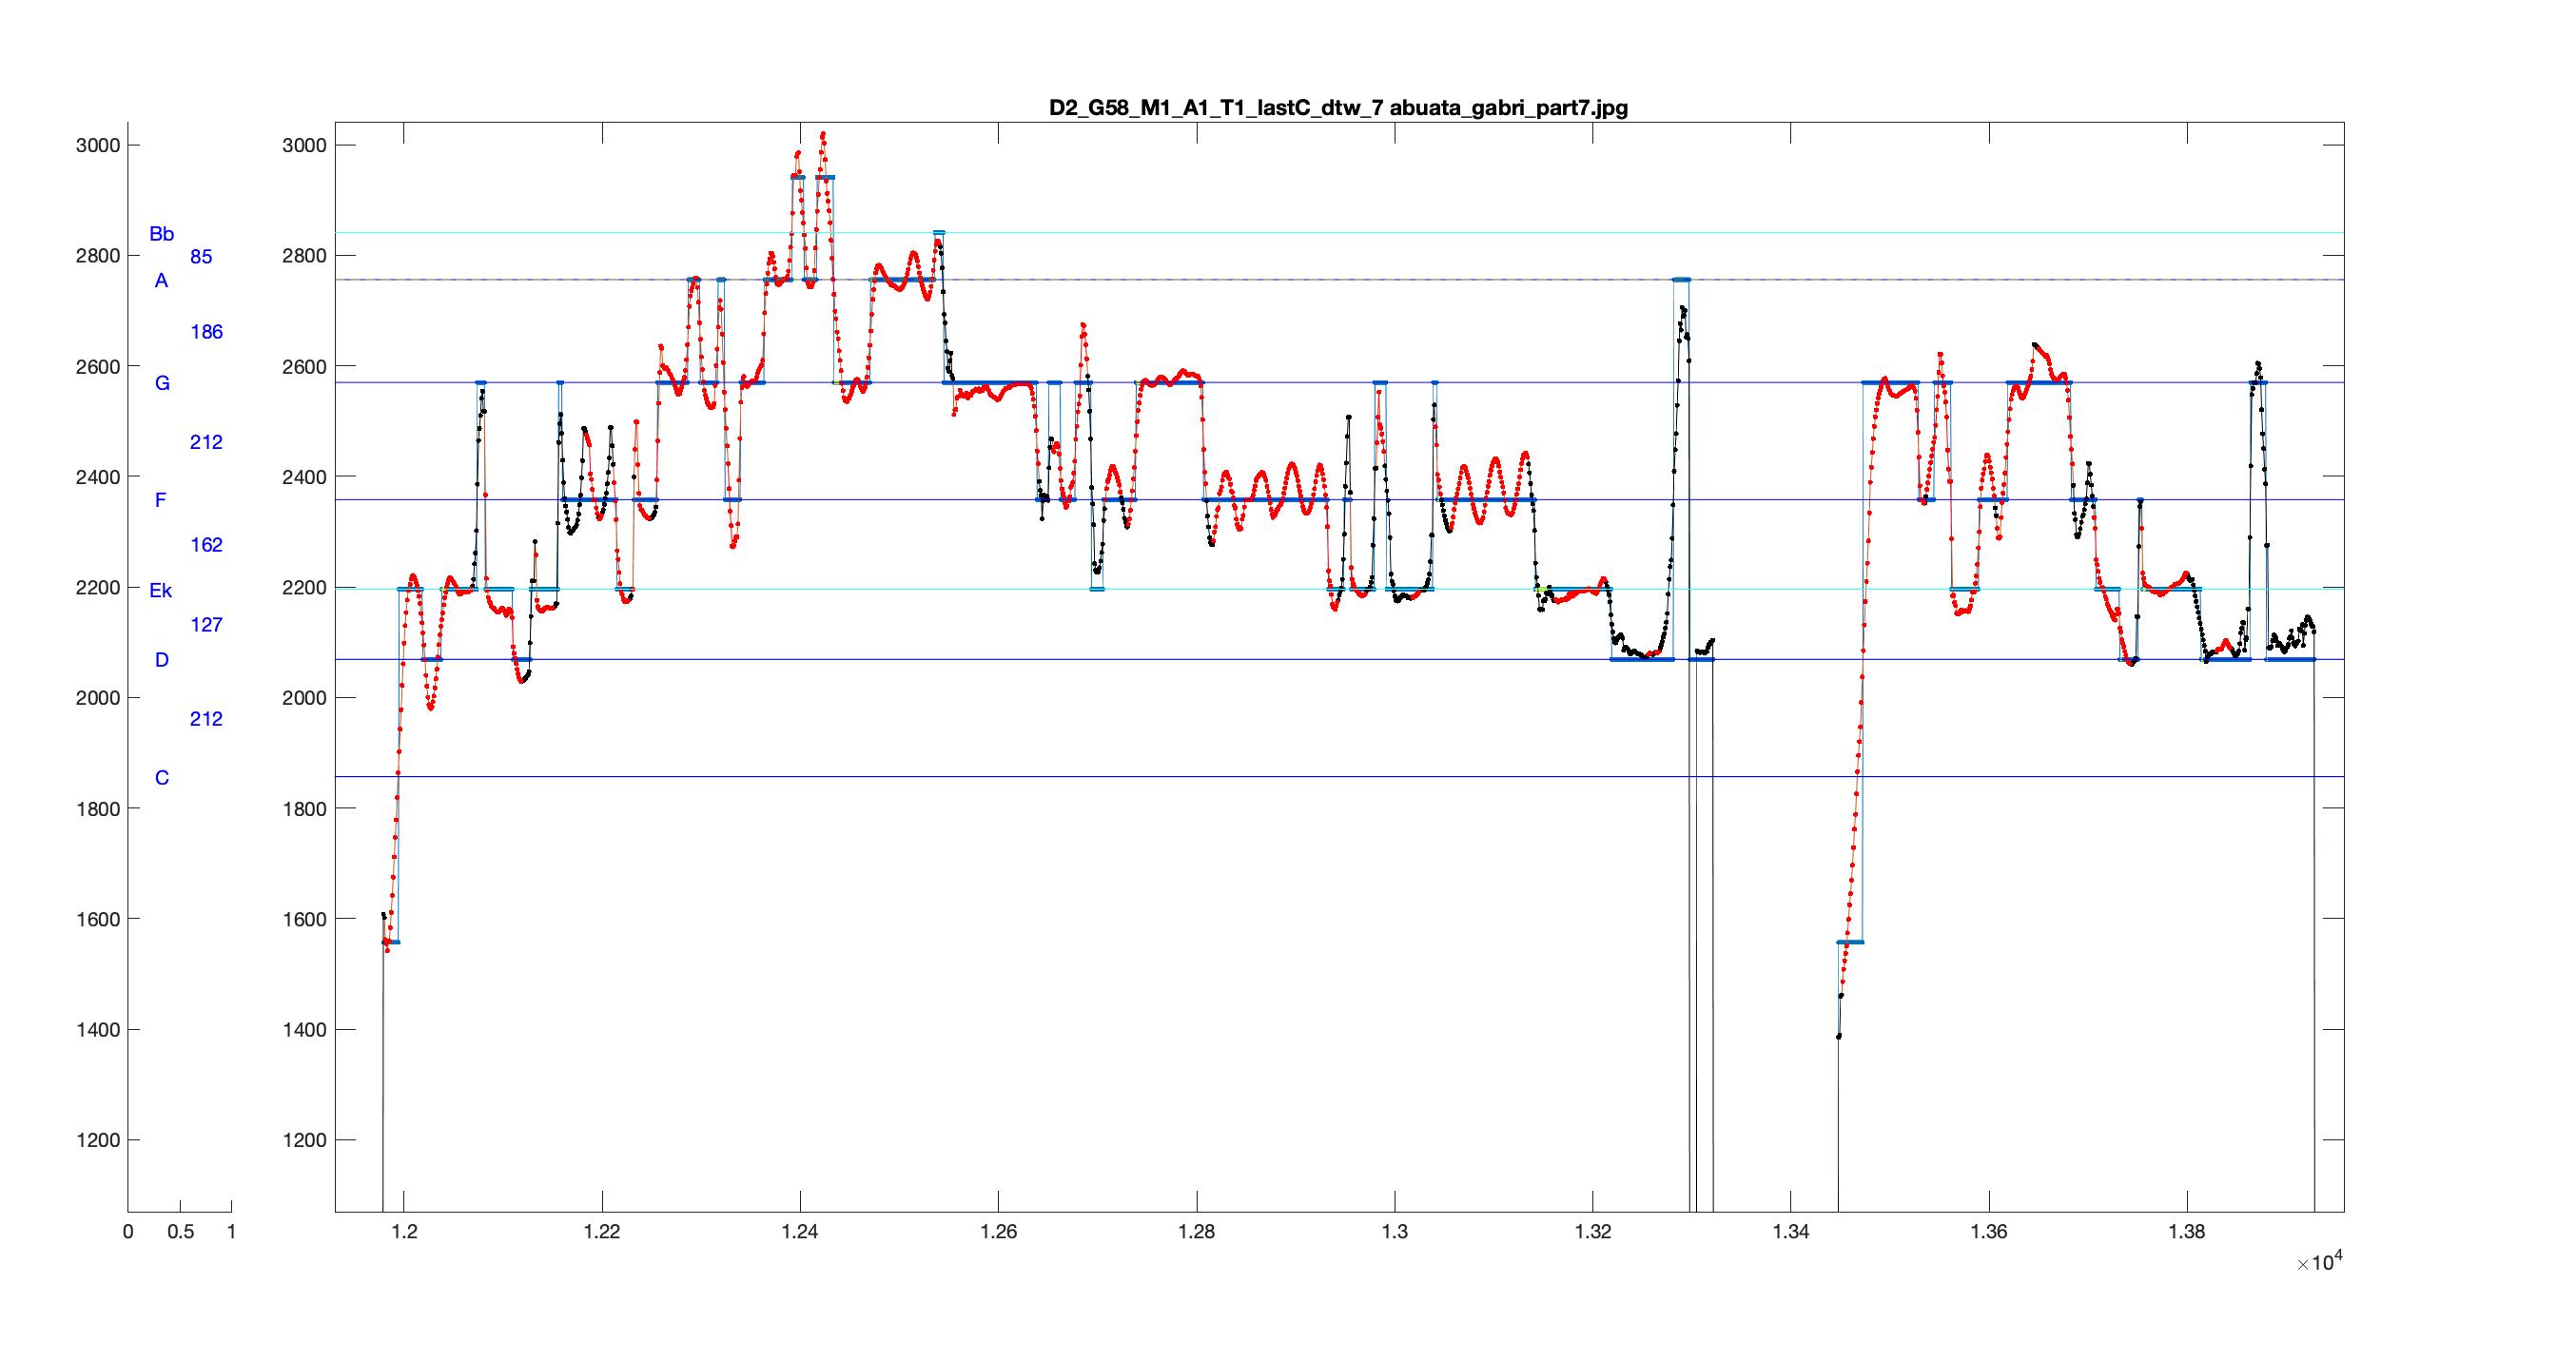 D2_G58_M1_A1_T1_lastC_dtw_7 abuata_gabri_part7.jpg
3000 3000
Bb
2800 85 2800
A
186
2600 2600
G
212
2400 2400
F
162
2200 Ek 2200
127
D
2000 2000
212
C
1800 1800
1600 1600
1400 1400
1200 1200
0 0.5 1 1.2 1.22 1.24 1.26 1.28 1.3 1.32 1.34 1.36 1.38
×10^4